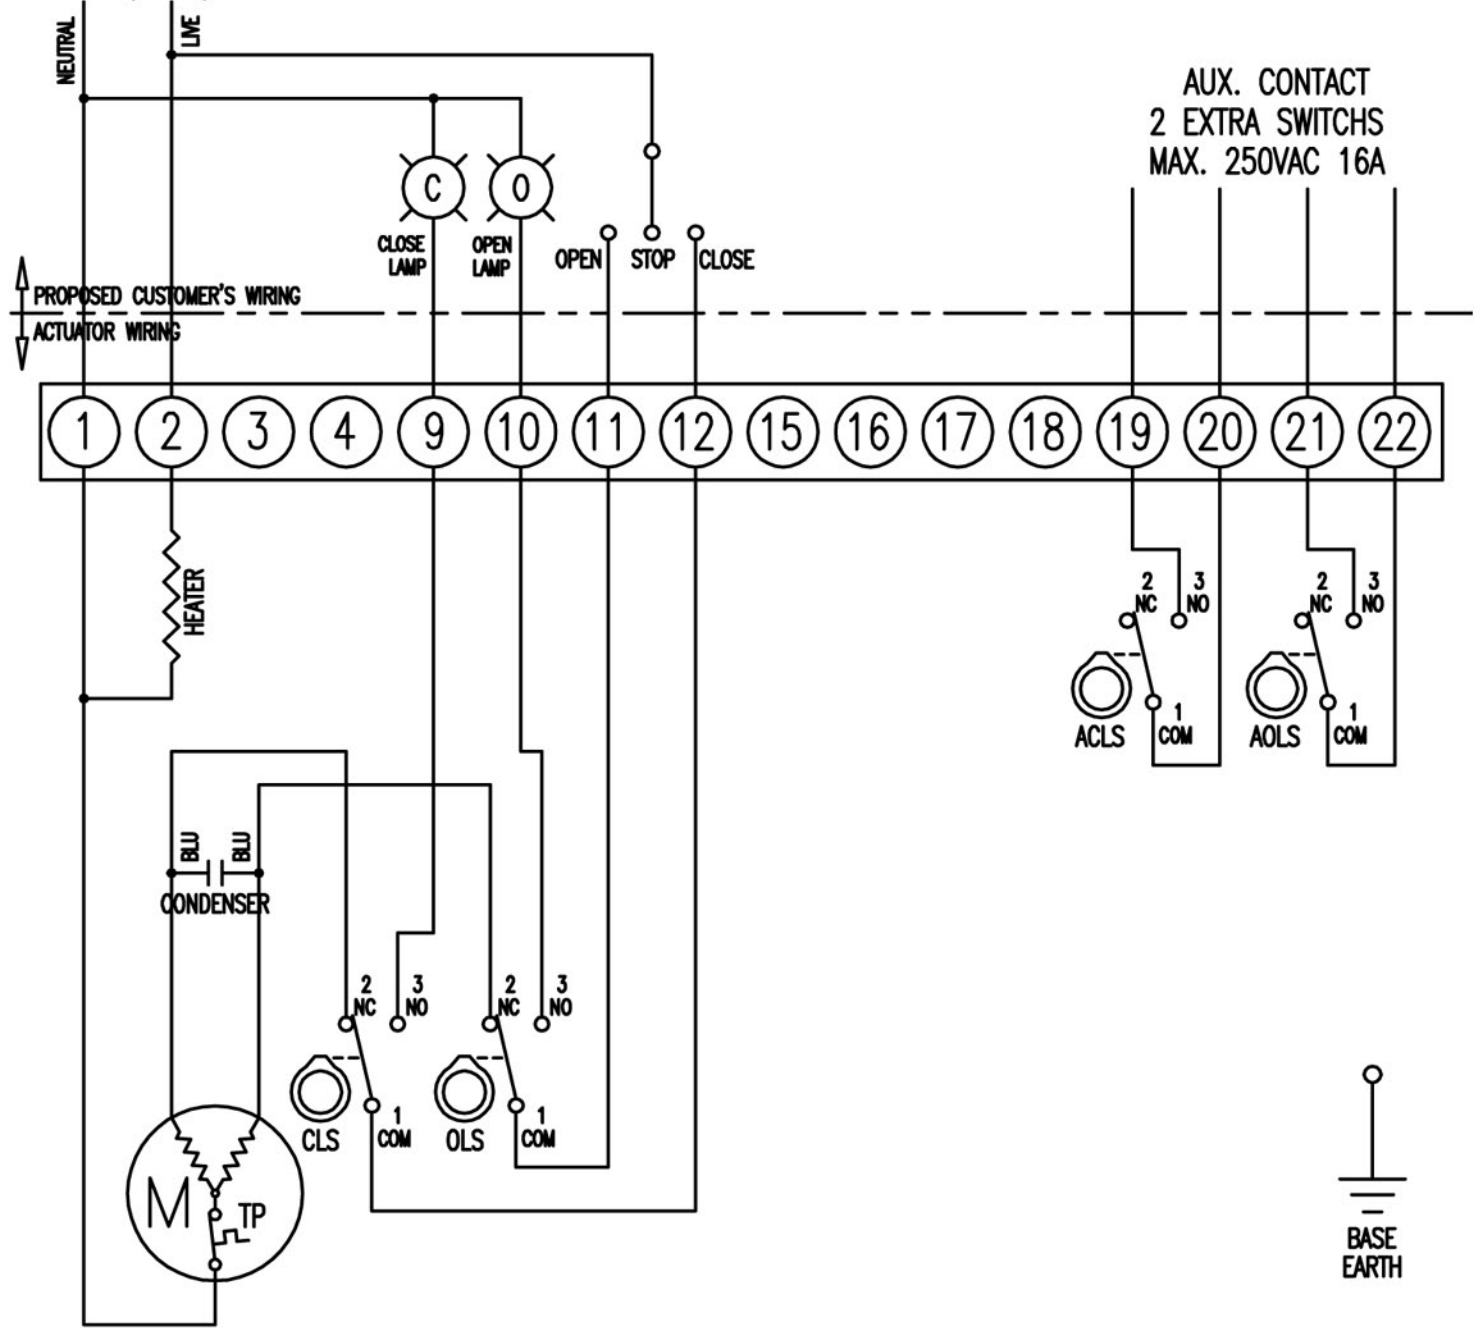 NEUTRAL
LIVE
AUX. CONTACT
2 EXTRA SWITCHS
MAX. 250VAC 16A
C
O
CLOSE
LAMP
OPEN
LAMP
OPEN
STOP
CLOSE
PROPOSED CUSTOMER'S WIRING
ACTUATOR WIRING
1 2 3 4 9 10 11 12 15 16 17 18 19 20 21 22
HEATER
2
NC
3
NO
2
NC
3
NO
ACLS
1
COM
AOLS
1
COM
BLU
BLU
CONDENSER
2
NC
3
NO
2
NC
3
NO
CLS
1
COM
OLS
1
COM
M
TP
BASE
EARTH